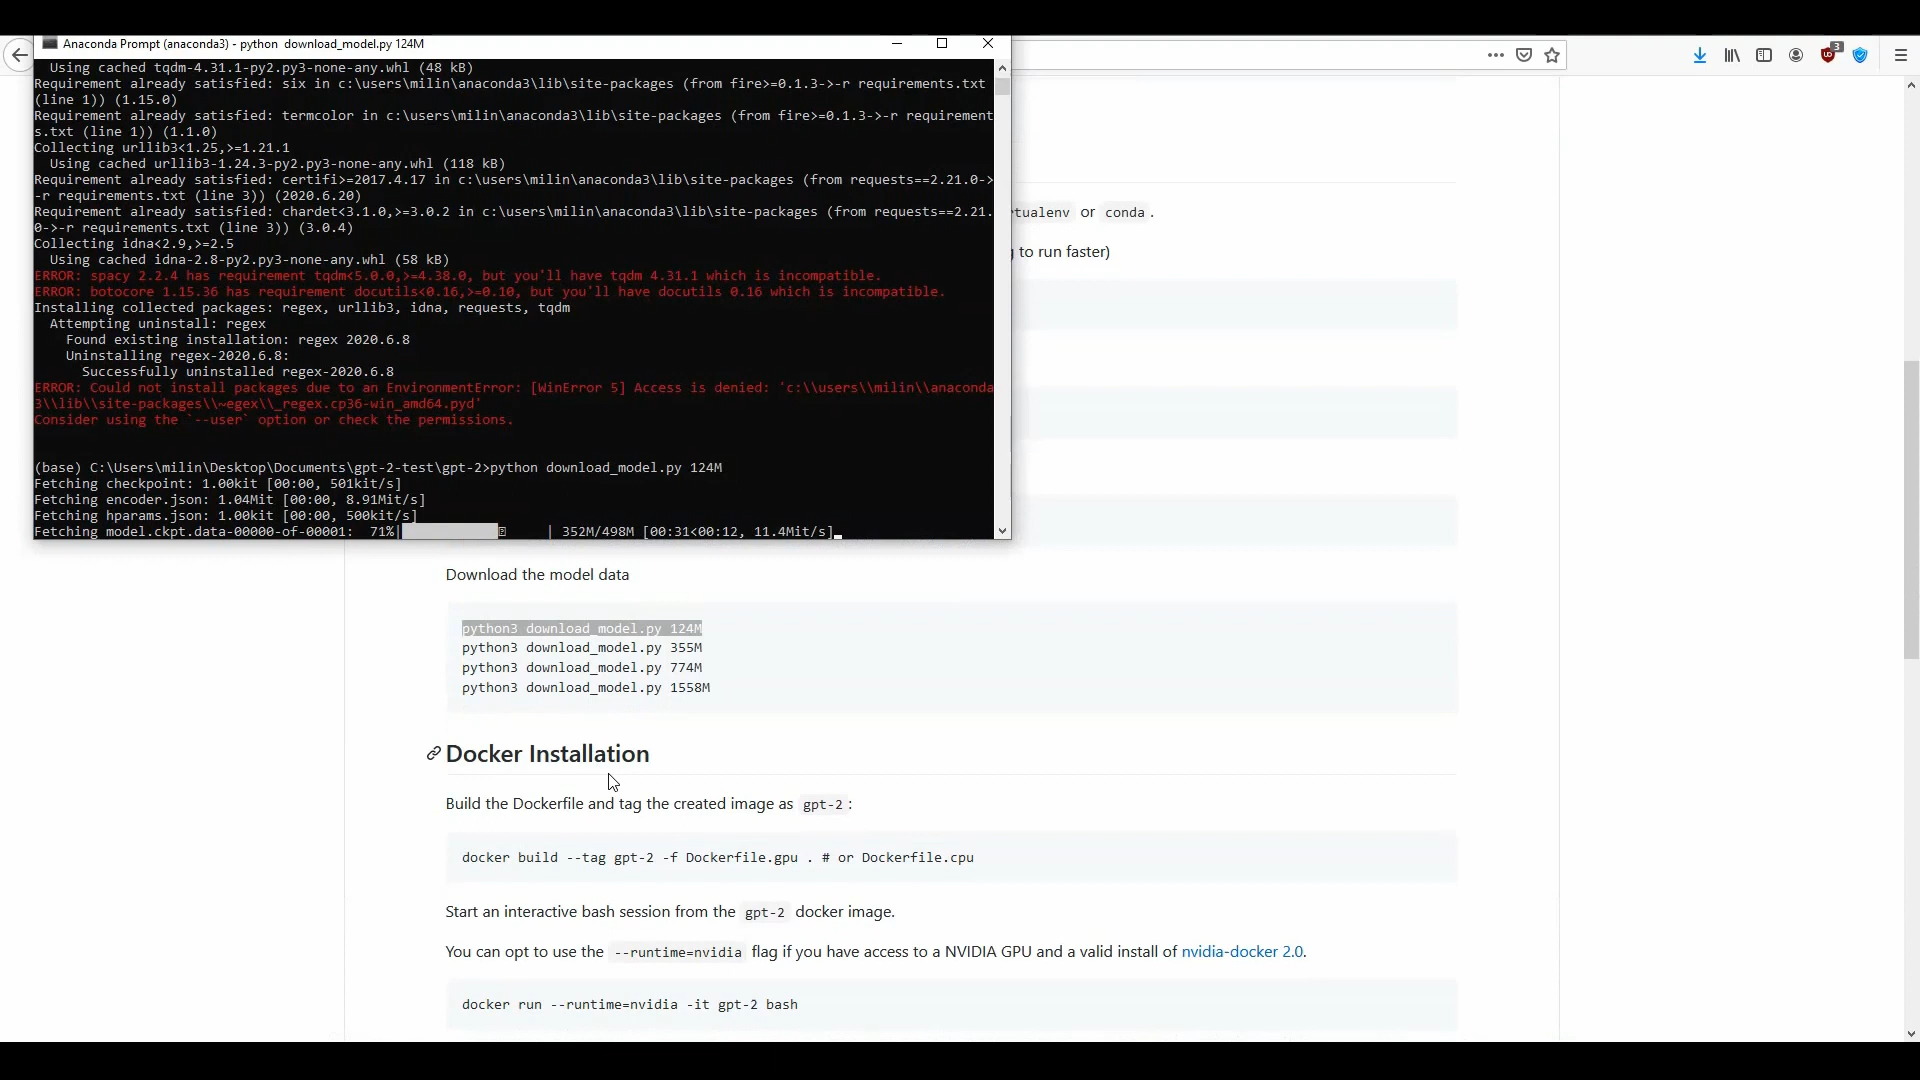 Anaconda Prompt (anaconda3) - python  download_model.py 124M
Using cached tqdm-4.31.1-py2.py3-none-any.whl (48 kB)
Requirement already satisfied: six in c:\users\milin\anaconda3\lib\site-packages (from fire>=0.1.3->-r requirements.txt
(line 1)) (1.15.0)
Requirement already satisfied: termcolor in c:\users\milin\anaconda3\lib\site-packages (from fire>=0.1.3->-r requirement
s.txt (line 1)) (1.1.0)
Collecting urllib3<1.25,>=1.21.1
Using cached urllib3-1.24.3-py2.py3-none-any.whl (118 kB)
Requirement already satisfied: certifi>=2017.4.17 in c:\users\milin\anaconda3\lib\site-packages (from requests==2.21.0->
-r requirements.txt (line 3)) (2020.6.20)
Requirement already satisfied: chardet<3.1.0,>=3.0.2 in c:\users\milin\anaconda3\lib\site-packages (from requests==2.21.
0->-r requirements.txt (line 3)) (3.0.4)
Collecting idna<2.9,>=2.5
Using cached idna-2.8-py2.py3-none-any.whl (58 kB)
ERROR: spacy 2.2.4 has requirement tqdm<5.0.0,>=4.38.0, but you'll have tqdm 4.31.1 which is incompatible.
ERROR: botocore 1.15.36 has requirement docutils<0.16,>=0.10, but you'll have docutils 0.16 which is incompatible.
Installing collected packages: regex, urllib3, idna, requests, tqdm
Attempting uninstall: regex
Found existing installation: regex 2020.6.8
Uninstalling regex-2020.6.8:
Successfully uninstalled regex-2020.6.8
ERROR: Could not install packages due to an EnvironmentError: [WinError 5] Access is denied: 'c:\\users\\milin\\anaconda
3\\lib\\site-packages\\~egex\\_regex.cp36-win_amd64.pyd'
Consider using the `--user` option or check the permissions.
(base) C:\Users\milin\Desktop\Documents\gpt-2-test\gpt-2>python download_model.py 124M
Fetching checkpoint: 1.00kit [00:00, 501kit/s]
Fetching encoder.json: 1.04Mit [00:00, 8.91Mit/s]
Fetching hparams.json: 1.00kit [00:00, 500kit/s]
Fetching model.ckpt.data-00000-of-00001:  71%| | 352M/498M [00:31<00:12, 11.4Mit/s]
3
rtualenv or conda .
to run faster)
Download the model data
python3 download_model.py 124M
python3 download_model.py 355M
python3 download_model.py 774M
python3 download_model.py 1558M
Docker Installation
Build the Dockerfile and tag the created image as gpt-2 :
docker build --tag gpt-2 -f Dockerfile.gpu . # or Dockerfile.cpu
Start an interactive bash session from the gpt-2 docker image.
You can opt to use the --runtime=nvidia flag if you have access to a NVIDIA GPU and a valid install of nvidia-docker 2.0.
docker run --runtime=nvidia -it gpt-2 bash